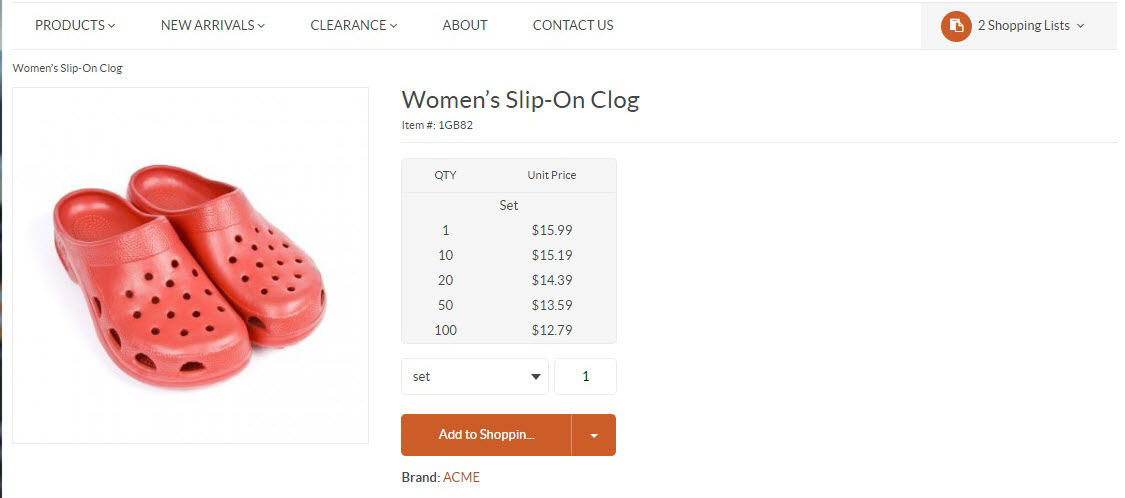 PRODUCTS NEW ARRIVALS CLEARANCE ABOUT CONTACT US 2 Shopping Lists
Women's Slip-On Clog
Women’s Slip-On Clog
Item #: 1GB82
QTY Unit Price
Set
1 $15.99
10 $15.19
20 $14.39
50 $13.59
100 $12.79
set 1
Add to Shoppin...
Brand: ACME